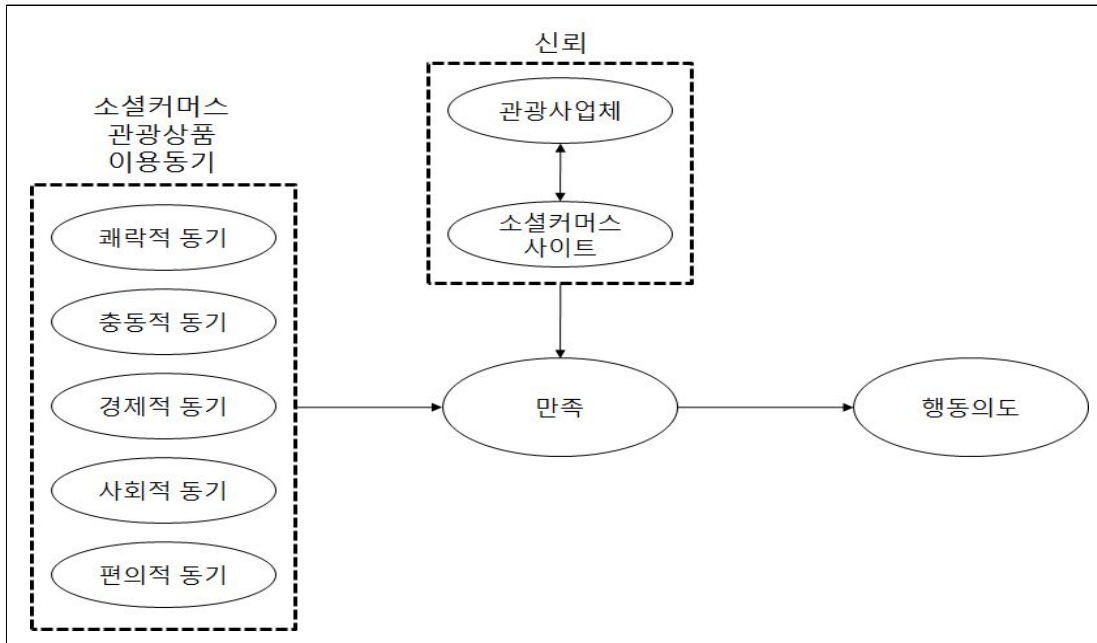 신뢰
관광사업체
소셜커머스
사이트
소셜커머스
관광상품
이용동기
쾌락적 동기
충동적 동기
경제적 동기
사회적 동기
편의적 동기
만족
행동의도